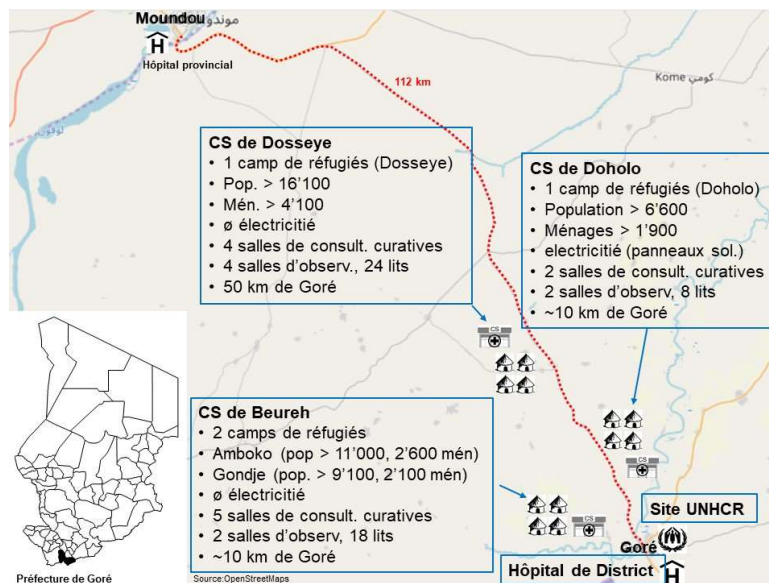 Moundou
موندو
Hôpital provincial
112 km
Kome كومي
CS de Dosseye
• 1 camp de réfugiés (Dosseye)
• Pop. > 16'100
• Mén. > 4'100
• ø électricitié
• 4 salles de consult. curatives
• 4 salles d'observ., 24 lits
• 50 km de Goré
CS de Doholo
• 1 camp de réfugiés (Doholo)
• Population > 6'600
• Ménages > 1'900
• electricitié (panneaux sol.)
• 2 salles de consult. curatives
• 2 salles d'observ, 8 lits
• ~10 km de Goré
CS
CS de Beureh
• 2 camps de réfugiés
• Amboko (pop > 11'000, 2'600 mén)
• Gondje (pop. > 9'100, 2'100 mén)
• ø électricitié
• 5 salles de consult. curatives
• 2 salles d'observ, 18 lits
• ~10 km de Goré
CS
CS
Site UNHCR
Goré
Hôpital de District
H
H
Préfecture de Goré
Source:OpenStreetMaps